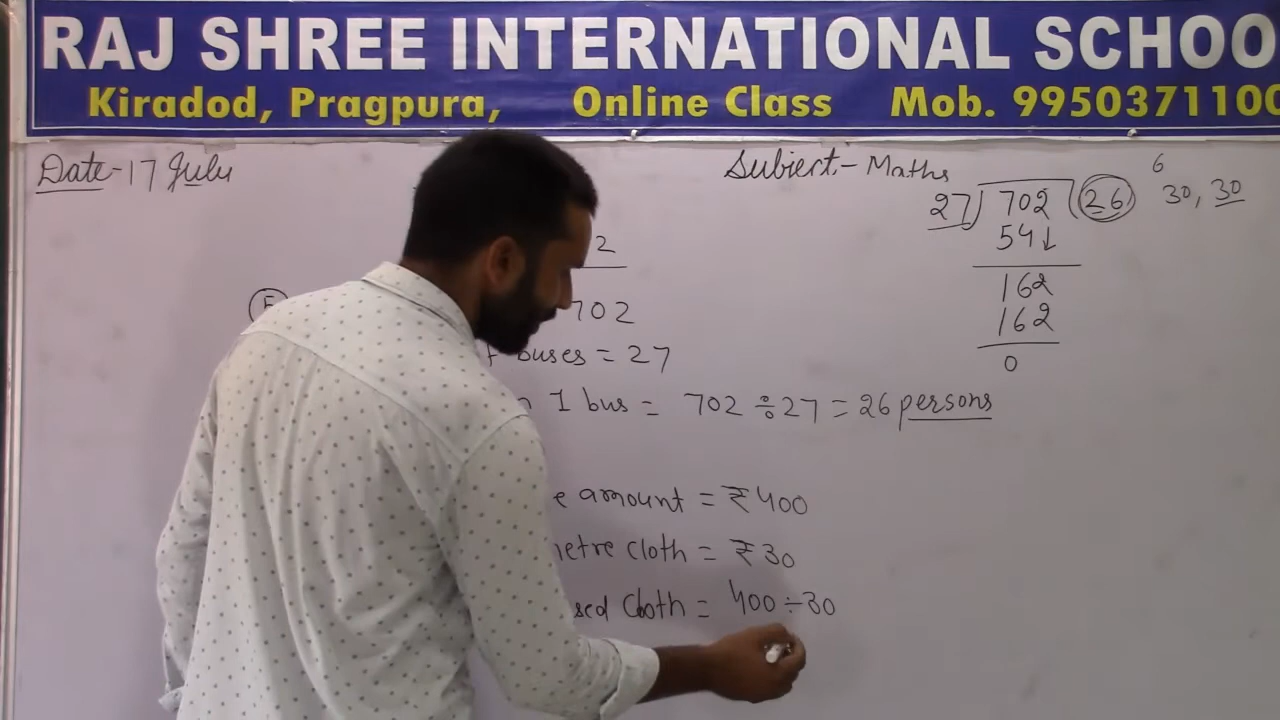 RAJ SHREE INTERNATIONAL SCHOO
Kiradod, Pragpura, Online Class Mob. 9950371100
Date-17 July
Subject-Maths
27) 702 (26
54↓
162
162
0
6
30, 30
2
702
buses = 27
1 bus = 702 ÷ 27 = 26 persons
amount = ₹400
metre cloth = ₹30
Cloth = 400 ÷ 30